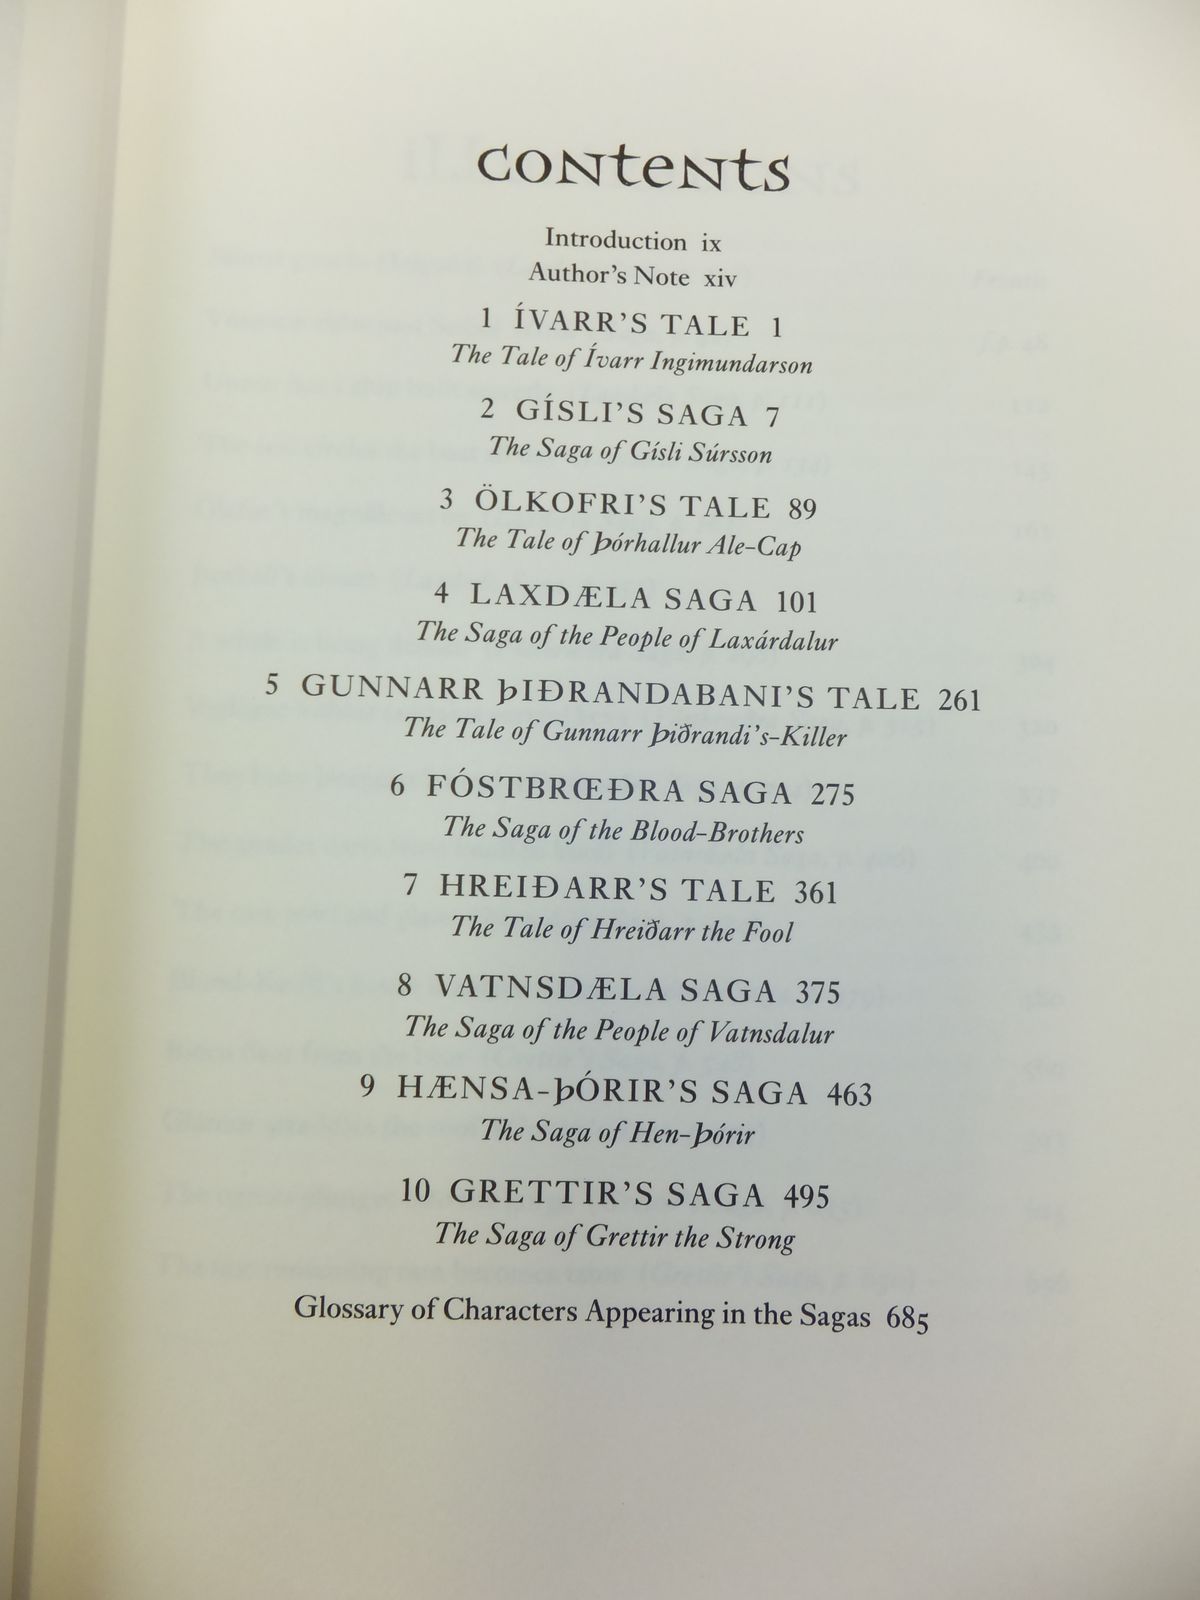 contents
Introduction ix
Author's Note xiv
1 ÍVARR'S TALE 1
The Tale of Ívarr Ingimundarson
2 GÍSLI'S SAGA 7
The Saga of Gísli Súrsson
3 ÖLKOFRI'S TALE 89
The Tale of Þórhallur Ale-Cap
4 LAXDÆLA SAGA 101
The Saga of the People of Laxárdalur
5 GUNNARR ÞIÐRANDABANI'S TALE 261
The Tale of Gunnarr Þiðrandi's-Killer
6 FÓSTBRŒÐRA SAGA 275
The Saga of the Blood-Brothers
7 HREIÐARR'S TALE 361
The Tale of Hreiðarr the Fool
8 VATNSDÆLA SAGA 375
The Saga of the People of Vatnsdalur
9 HÆNSA-ÞÓRIR'S SAGA 463
The Saga of Hen-Þórir
10 GRETTIR'S SAGA 495
The Saga of Grettir the Strong
Glossary of Characters Appearing in the Sagas 685